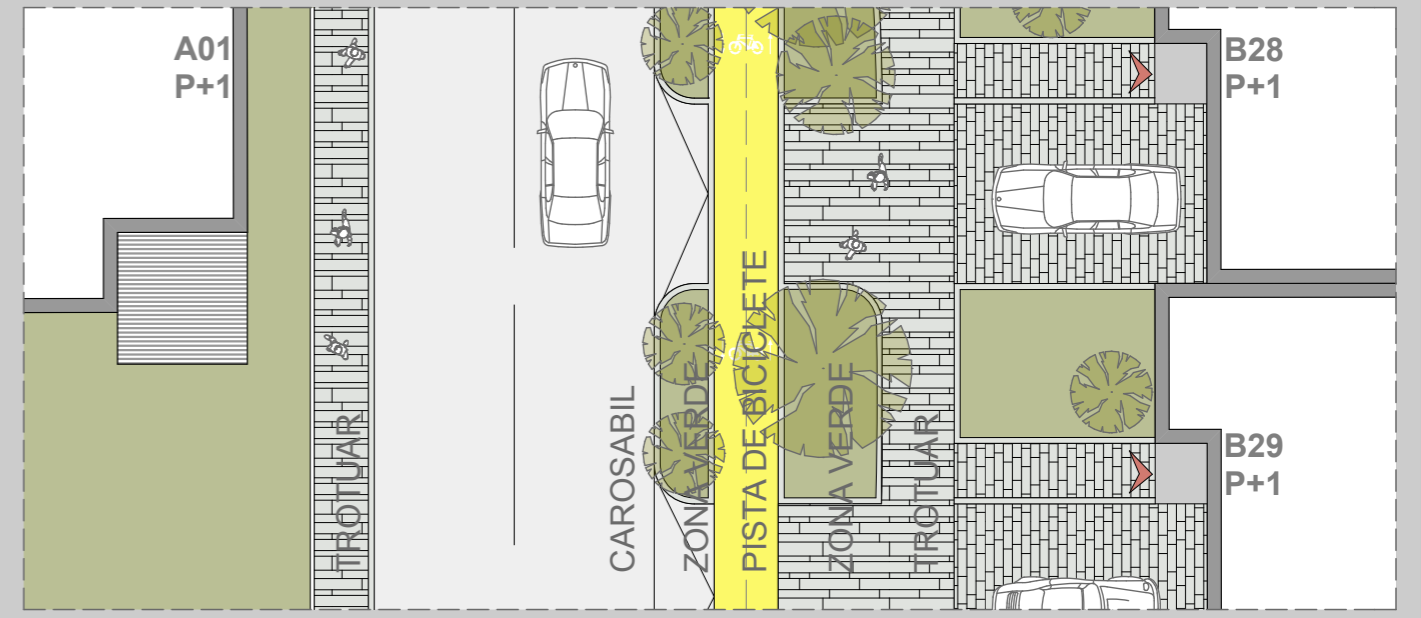 A01
P+1
B28
P+1
TROTUAR
CAROSABIL
ZONA VERDE
PISTA DE BICICLETE
ZONA VERDE
TROTUAR
B29
P+1